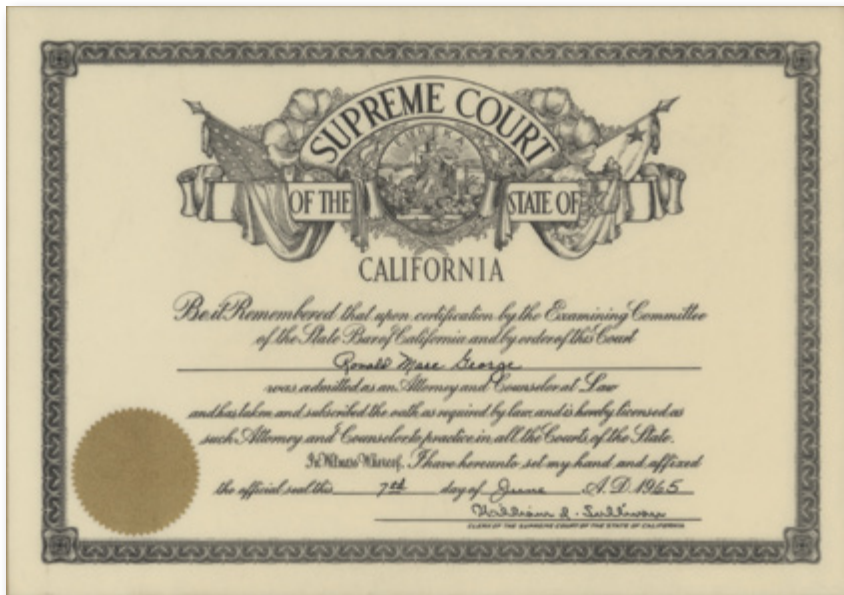 SUPREME COURT
EUREKA
OF THE STATE OF
CALIFORNIA
Be it Remembered that upon certification by the Examining Committee
of the State Bar of California and by order of this Court
Ronald Marc George
was admitted as an Attorney and Counselor at Law
and has taken and subscribed the oath as required by law, and is hereby licensed as
such Attorney and Counselor to practice in all the Courts of the State.
In Witness Whereof, I have hereunto set my hand and affixed
the official seal this 7th day of June A.D. 1965
William I. Sullivan
CLERK OF THE SUPREME COURT OF THE STATE OF CALIFORNIA